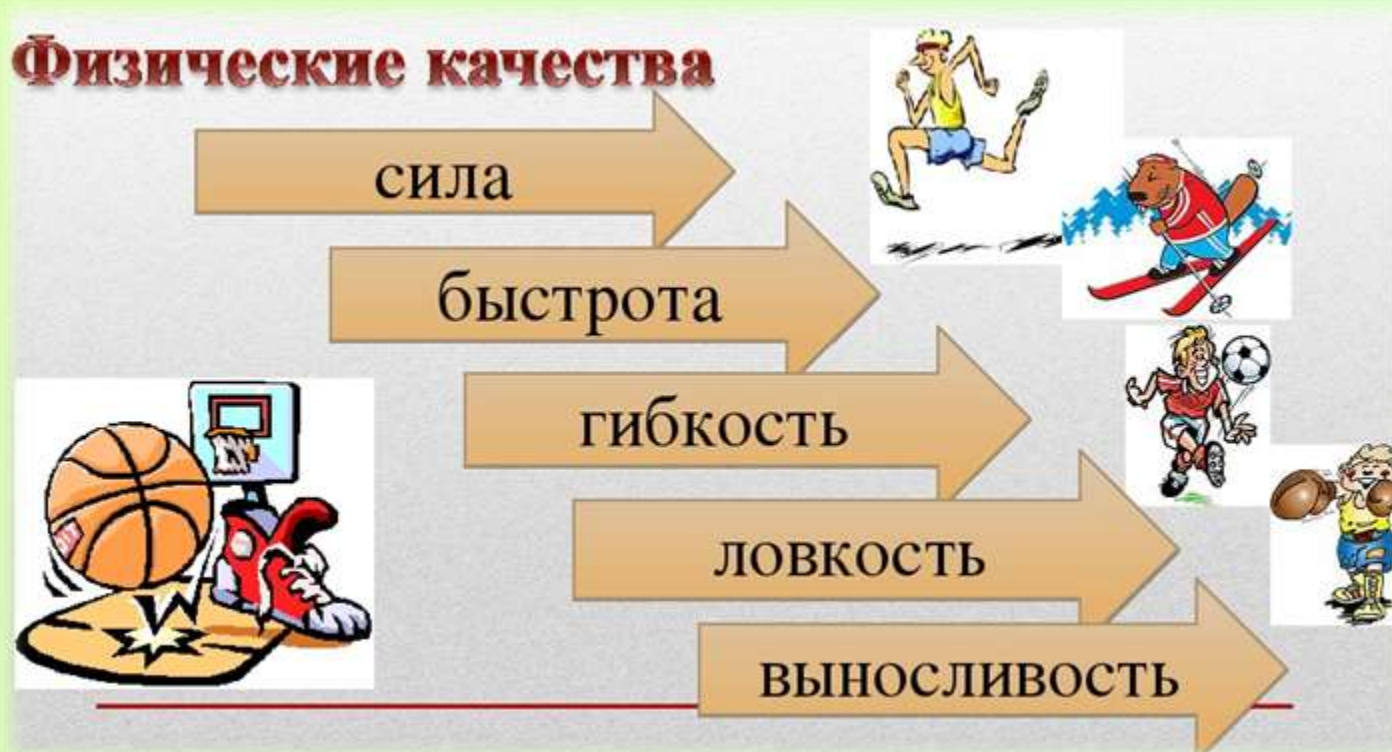 Физические качества
сила
быстрота
гибкость
ловкость
выносливость